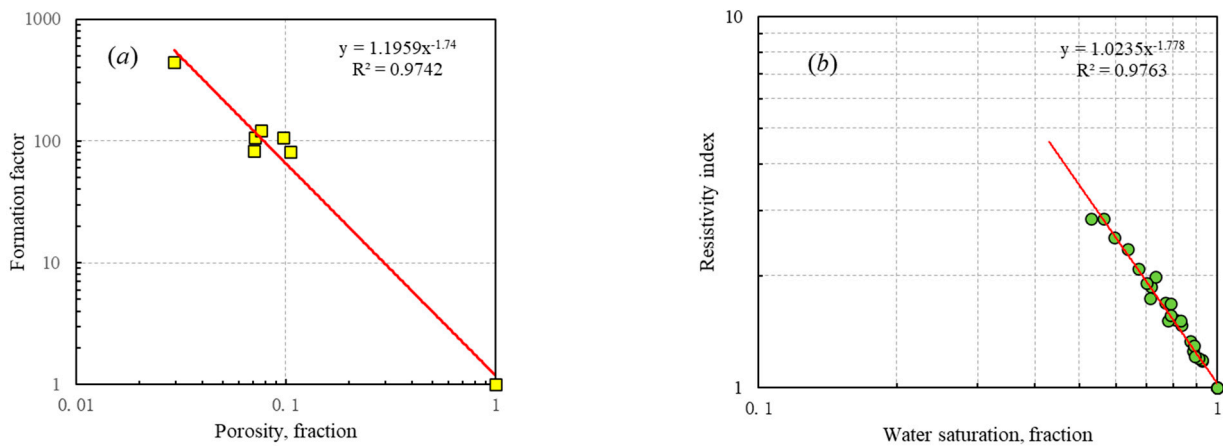 (a)
y = 1.1959x^-1.74
R² = 0.9742
1000
100
10
1
0.01
0.1
1
Formation factor
Porosity, fraction
(b)
y = 1.0235x^-1.778
R² = 0.9763
10
1
0.1
1
Resistivity index
Water saturation, fraction